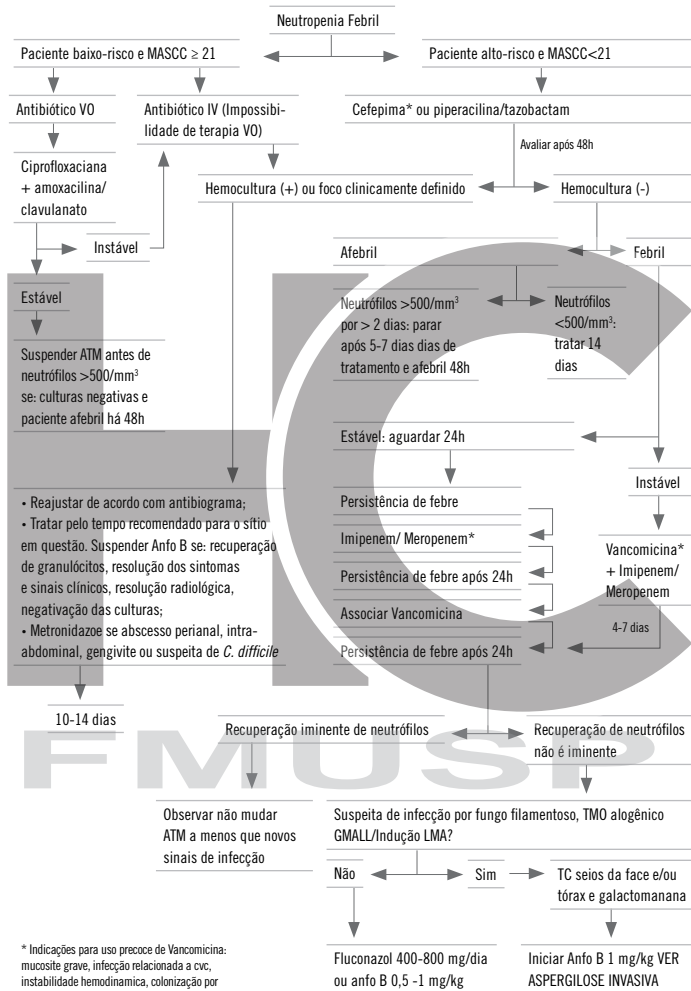 Neutropenia Febril
Paciente baixo-risco e MASCC ≥ 21
Paciente alto-risco e MASCC<21
Antibiótico VO
Antibiótico IV (Impossibi-
lidade de terapia VO)
Cefepima* ou piperacilina/tazobactam
Avaliar após 48h
Ciprofloxaciana
+ amoxacilina/
clavulanato
Hemocultura (+) ou foco clinicamente definido
Hemocultura (-)
Instável
Afebril
Febril
Estável
Neutrófilos >500/mm³
por > 2 dias: parar
após 5-7 dias dias de
tratamento e afebril 48h
Neutrófilos
<500/mm³:
tratar 14
dias
Suspender ATM antes de
neutrófilos >500/mm³
se: culturas negativas e
paciente afebril há 48h
Estável: aguardar 24h
Instável
• Reajustar de acordo com antibiograma;
• Tratar pelo tempo recomendado para o sítio
em questão. Suspender Anfo B se: recuperação
de granulócitos, resolução dos sintomas
e sinais clínicos, resolução radiológica,
negativação das culturas;
• Metronidazoe se abscesso perianal, intra-
abdominal, gengivite ou suspeita de C. difficile
Persistência de febre
Imipenem/ Meropenem*
Persistência de febre após 24h
Associar Vancomicina
Persistência de febre após 24h
Vancomicina*
+ Imipenem/
Meropenem
4-7 dias
10-14 dias
Recuperação iminente de neutrófilos
Recuperação de neutrófilos
não é iminente
Observar não mudar
ATM a menos que novos
sinais de infecção
Suspeita de infecção por fungo filamentoso, TMO alogênico
GMALL/Indução LMA?
Não
Sim
TC seios da face e/ou
tórax e galactomanana
Fluconazol 400-800 mg/dia
ou anfo B 0,5 -1 mg/kg
Iniciar Anfo B 1 mg/kg VER
ASPERGILOSE INVASIVA
* Indicações para uso precoce de Vancomicina:
mucosite grave, infecção relacionada a cvc,
instabilidade hemodinamica, colonização por
HC
FMUSP